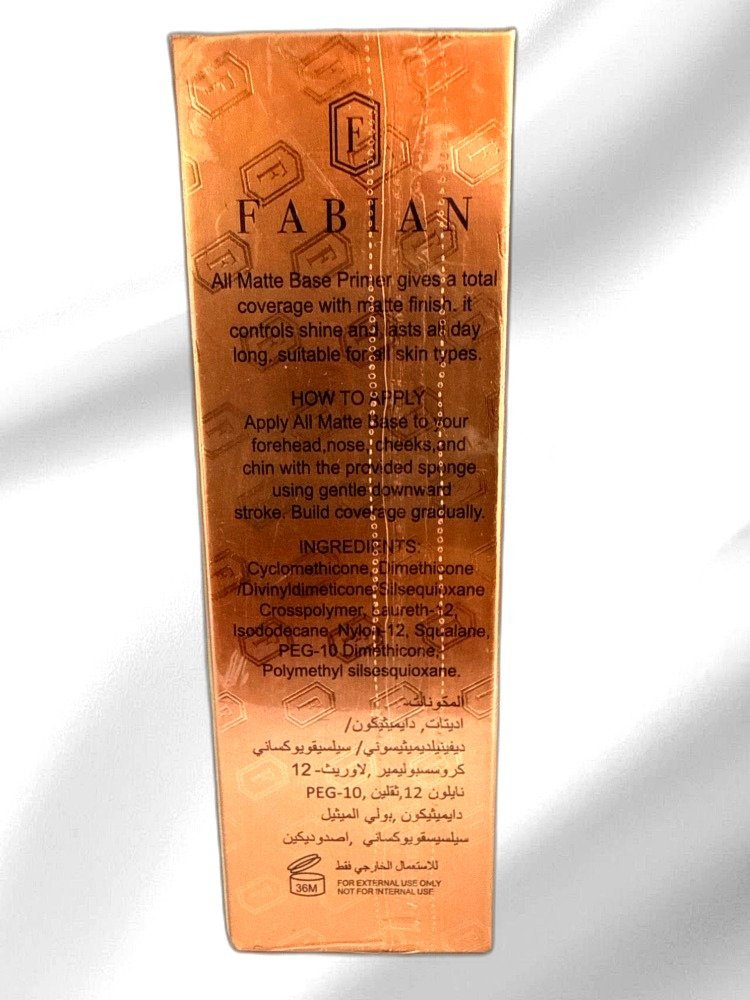 F
FABIAN
All Matte Base Primer gives a total
coverage with matte finish. it
controls shine and, lasts all day
long, suitable for all skin types.
HOW TO APPLY
Apply All Matte Base to your
forehead,nose, cheeks,and
chin with the provided sponge
using gentle downward
stroke. Build coverage gradually.
INGREDIENTS:
Cyclomethicone, Dimethicone
/Divinyldimeticone/Silsequioxane
Crosspolymer, Laureth-12,
Isododecane, Nylon-12, Squalane,
PEG-10 Dimethicone,
Polymethyl silsesquioxane.
المكونات:-
اديتات, دايميثيكون/
ديفينيلديميثيسوني/ سيلسيقويوكساني
كروسسبوليمير ,لاوريث- 12
نايلون 12,ثقلين ,PEG-10
دايميثيكون ,بولي الميثيل
سيلسيسقويوكساني ,اصدوديكين
للاستعمال الخارجي فقط
36M
FOR EXTERNAL USE ONLY
NOT FOR INTERNAL USE